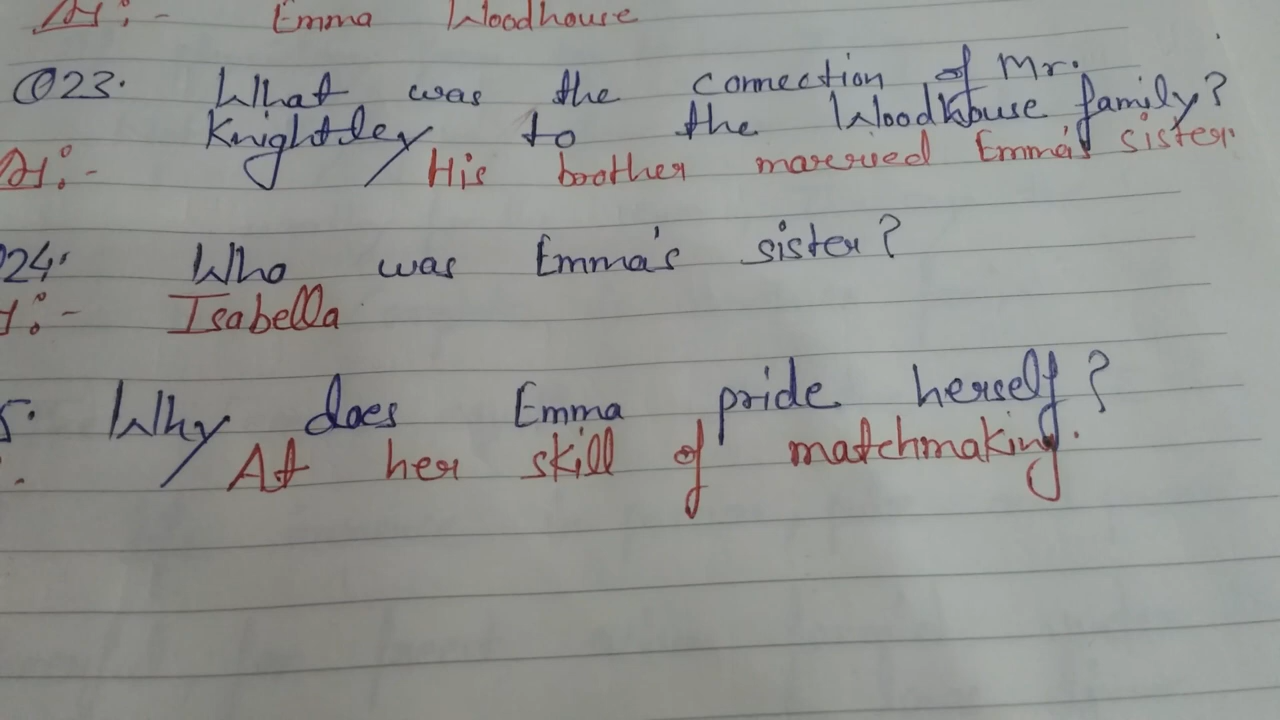 A:- Emma Woodhouse
Q23. What was the connection of Mr.
Knightley to the Woodhouse family?
A:- His brother married Emma's sister.
24. Who was Emma's sister?
:- Isabella
5. Why does Emma pride herself?
. At her skill of matchmaking.